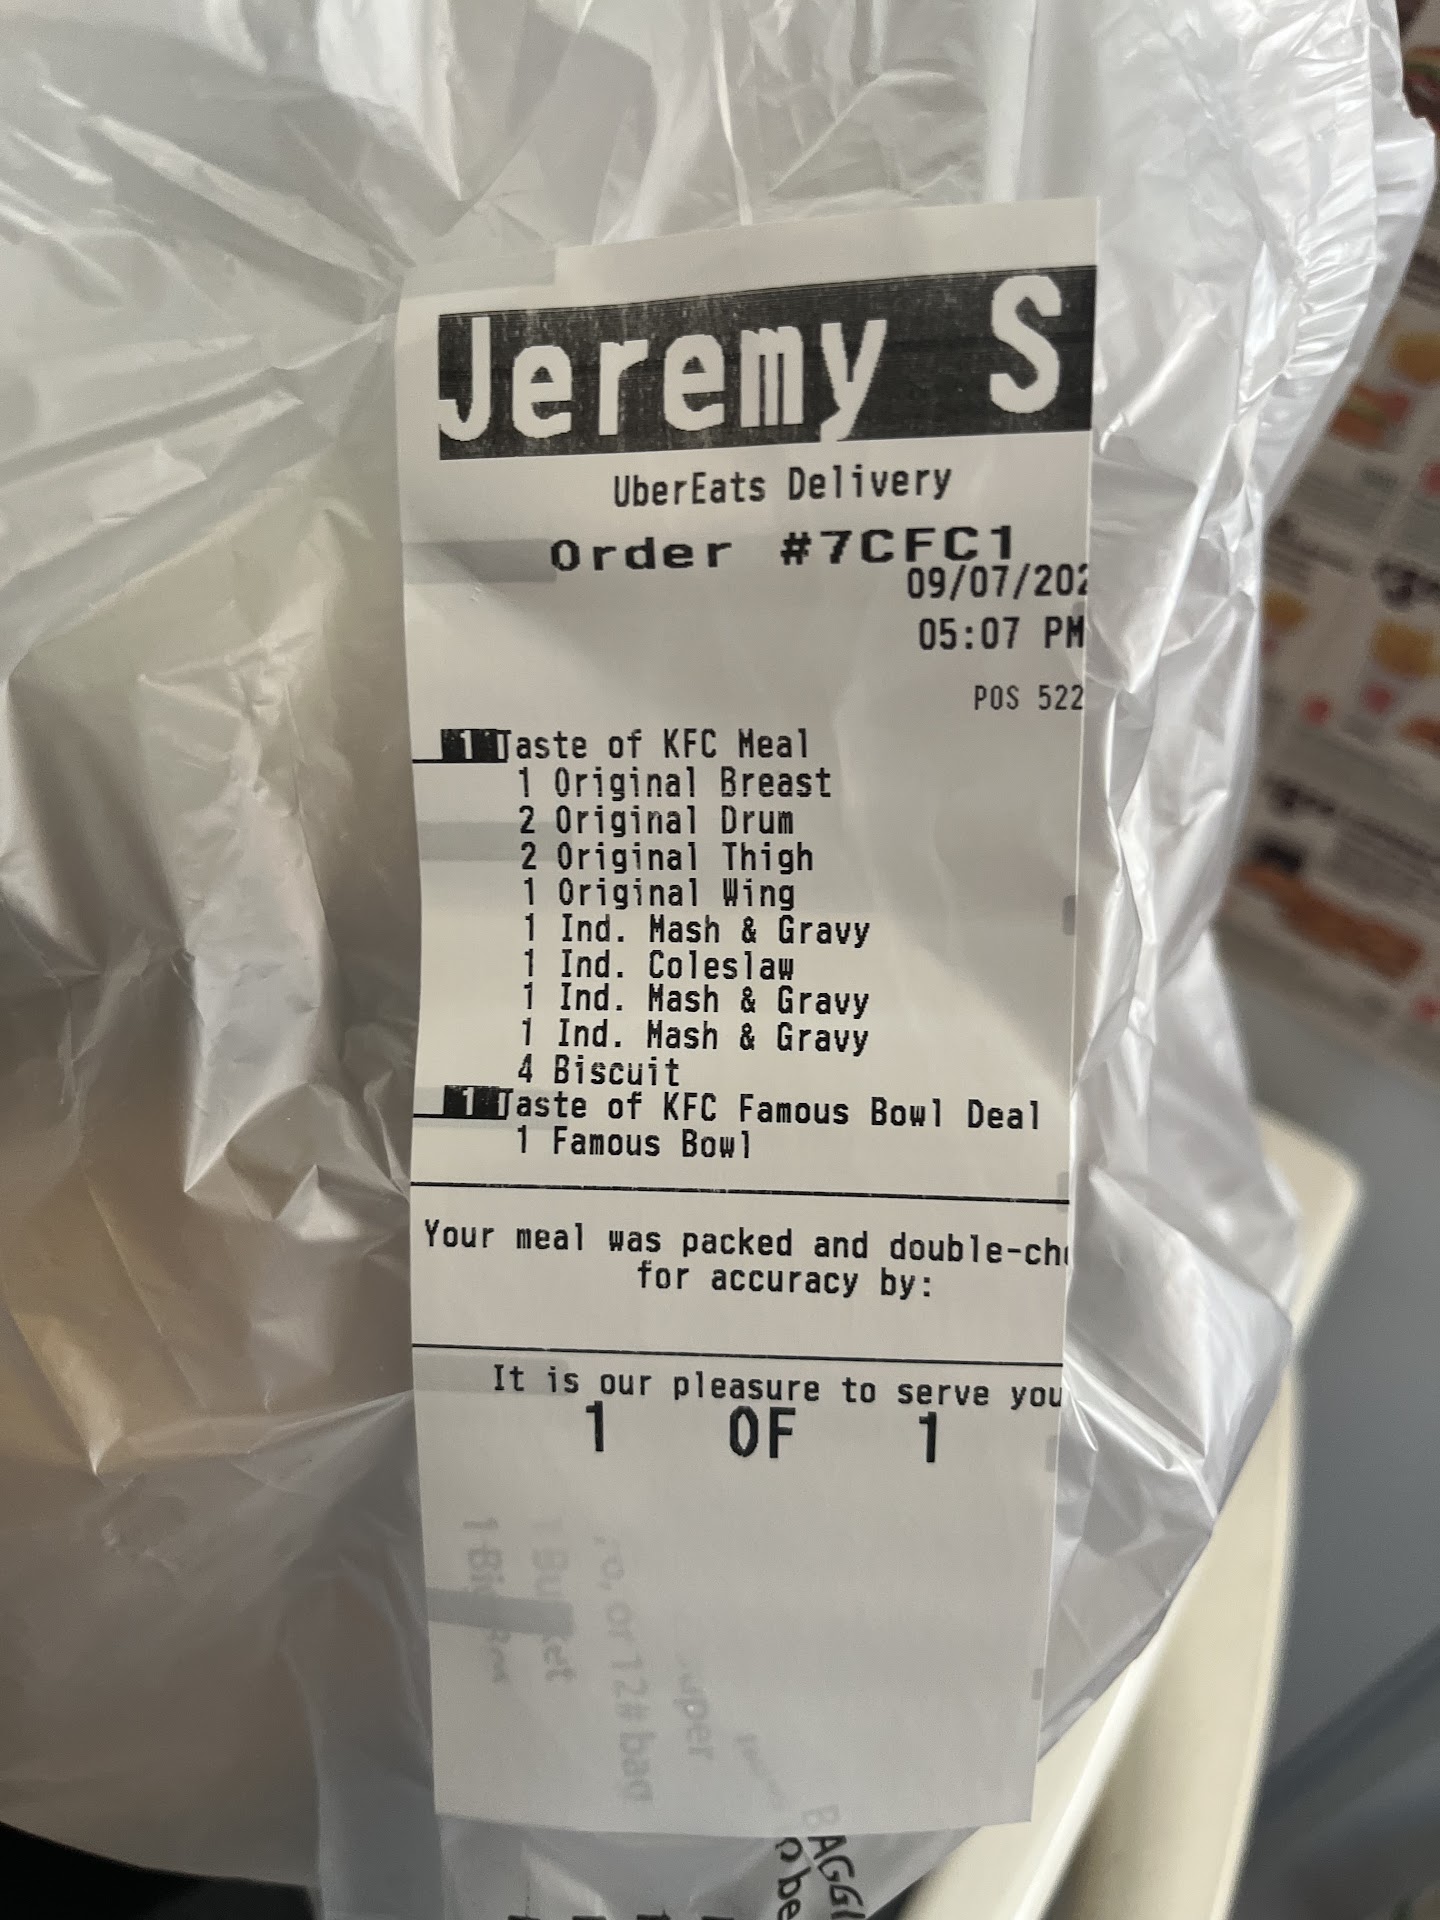 Jeremy S
UberEats Delivery
Order #7CFC1
09/07/202
05:07 PM
POS 522
1 Taste of KFC Meal
1 Original Breast
2 Original Drum
2 Original Thigh
1 Original Wing
1 Ind. Mash & Gravy
1 Ind. Coleslaw
1 Ind. Mash & Gravy
1 Ind. Mash & Gravy
4 Biscuit
1 Taste of KFC Famous Bowl Deal
1 Famous Bowl
Your meal was packed and double-che
for accuracy by:
It is our pleasure to serve you
1 OF 1
or 12# bag